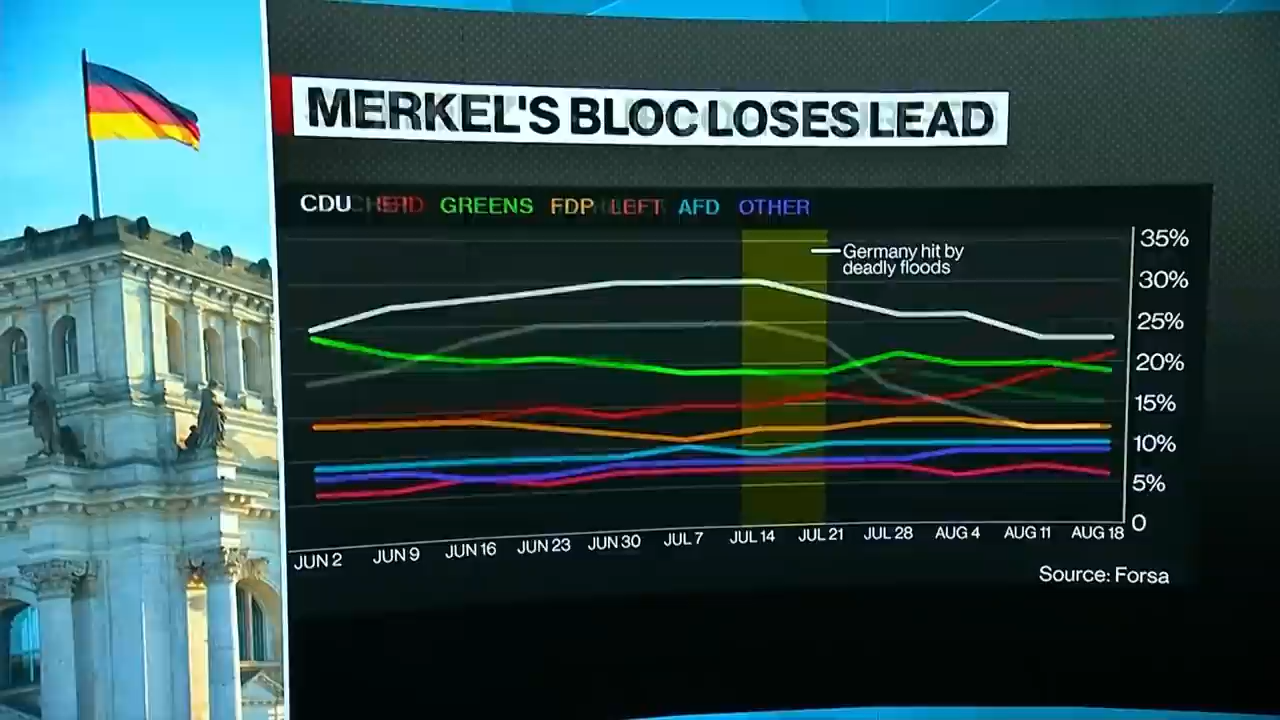 MERKEL'S BLOC LOSES LEAD
CDU GREENS FDP LEFT AFD OTHER
35%
Germany hit by
deadly floods
30%
25%
20%
15%
10%
5%
0
JUN 2 JUN 9 JUN 16 JUN 23 JUN 30 JUL 7 JUL 14 JUL 21 JUL 28 AUG 4 AUG 11 AUG 18
Source: Forsa